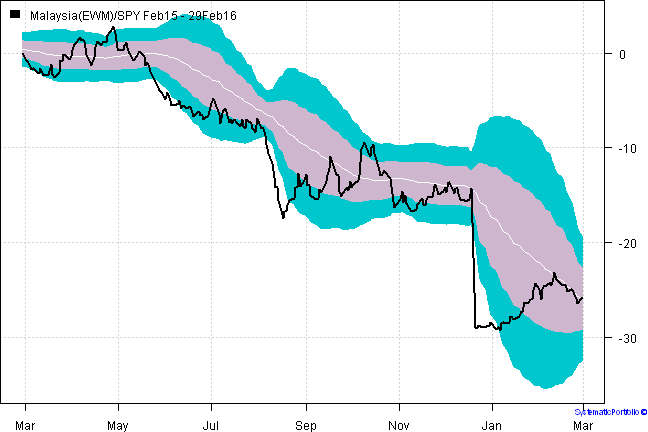 Malaysia(EWM)/SPY Feb15 - 29Feb16
0
-10
-20
-30
SystematicPortfolio ©
Mar May Jul Sep Nov Jan Mar